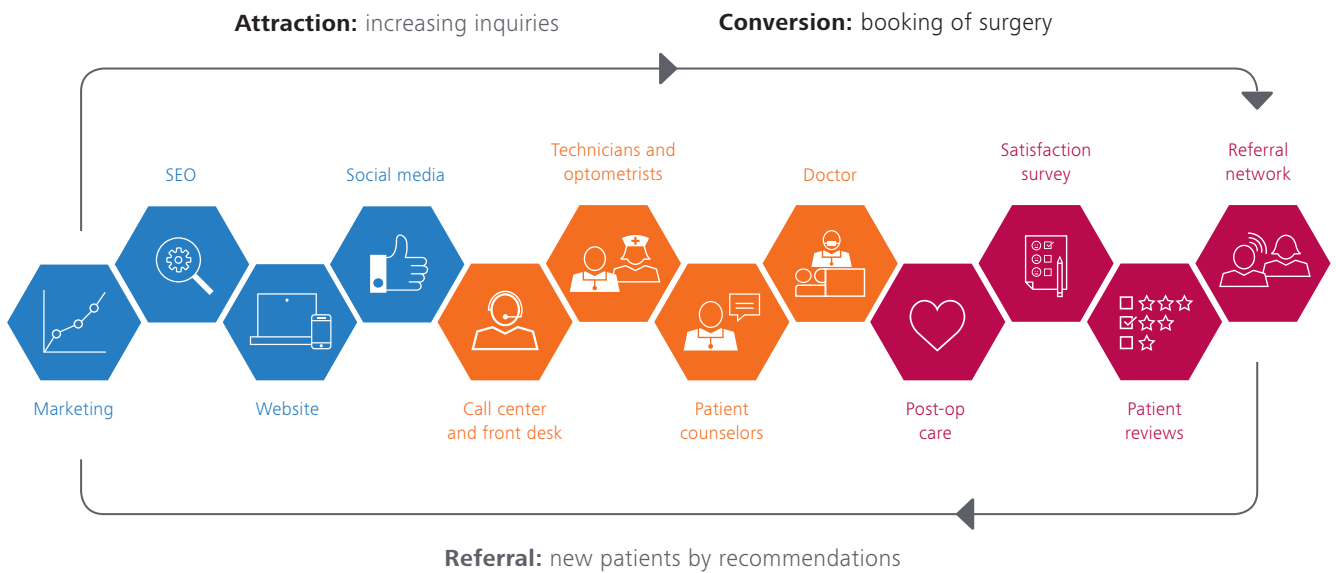 Attraction: increasing inquiries
Conversion: booking of surgery
SEO
Social media
Technicians and
optometrists
Doctor
Satisfaction
survey
Referral
network
Marketing
Website
Call center
and front desk
Patient
counselors
Post-op
care
Patient
reviews
Referral: new patients by recommendations